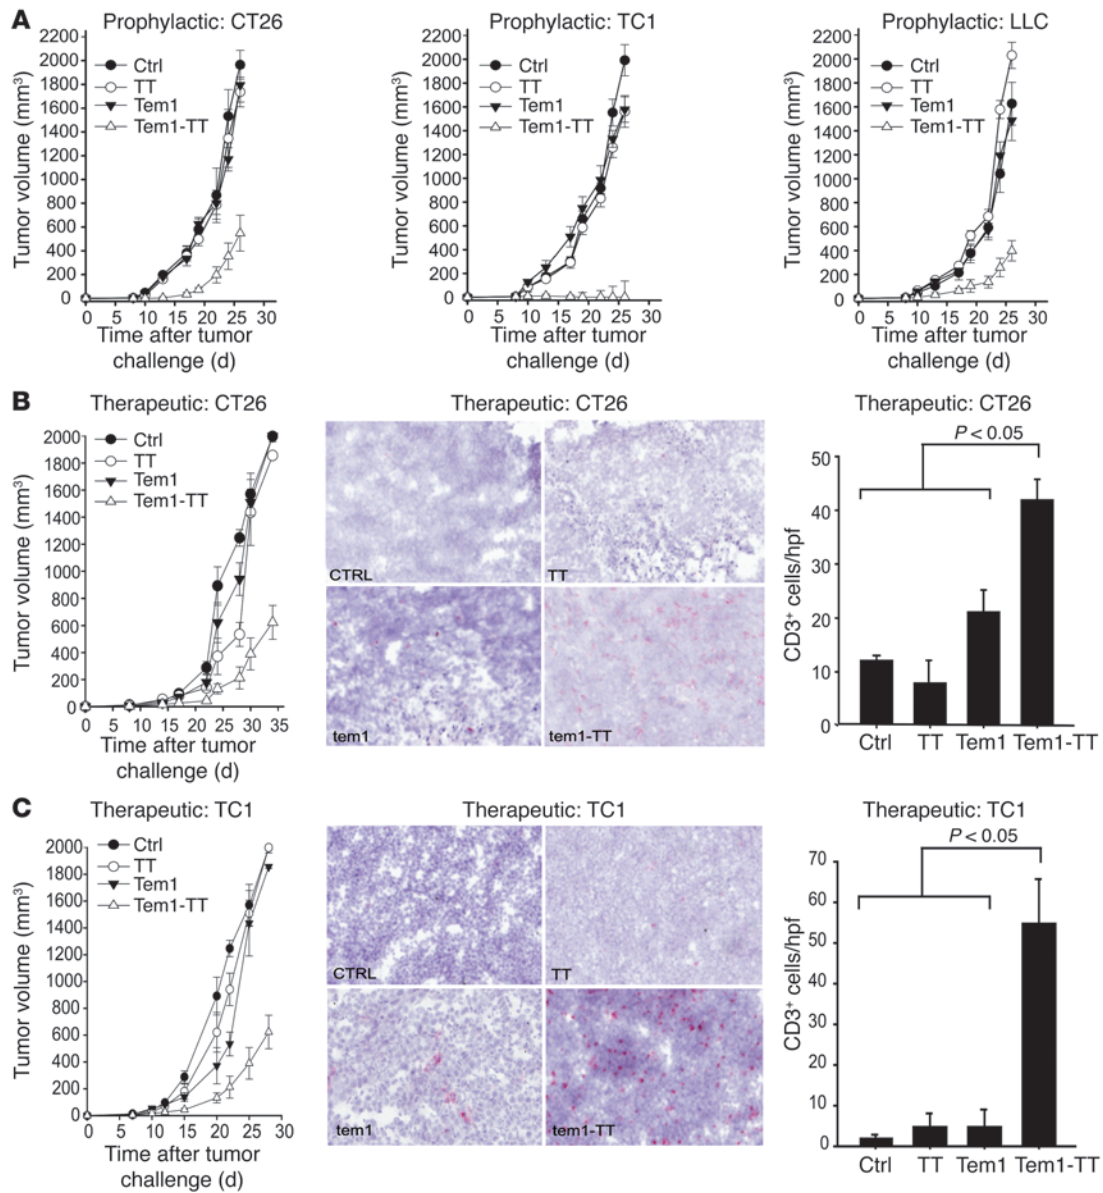 A
Prophylactic: CT26
Tumor volume (mm³)
2200
2000
1800
1600
1400
1200
1000
800
600
400
200
0
Ctrl
TT
Tem1
Tem1-TT
0 5 10 15 20 25 30
Time after tumor
challenge (d)
Prophylactic: TC1
Tumor volume (mm³)
2200
2000
1800
1600
1400
1200
1000
800
600
400
200
0
Ctrl
TT
Tem1
Tem1-TT
0 5 10 15 20 25 30
Time after tumor
challenge (d)
Prophylactic: LLC
Tumor volume (mm³)
2200
2000
1800
1600
1400
1200
1000
800
600
400
200
0
Ctrl
TT
Tem1
Tem1-TT
0 5 10 15 20 25 30
Time after tumor
challenge (d)
B
Therapeutic: CT26
Tumor volume (mm³)
2000
1800
1600
1400
1200
1000
800
600
400
200
0
Ctrl
TT
Tem1
Tem1-TT
0 5 10 15 20 25 30 35
Time after tumor
challenge (d)
Therapeutic: CT26
CTRL
TT
tem1
tem1-TT
Therapeutic: CT26
P < 0.05
CD3⁺ cells/hpf
50
40
30
20
10
0
Ctrl TT Tem1 Tem1-TT
C
Therapeutic: TC1
Tumor volume (mm³)
2000
1800
1600
1400
1200
1000
800
600
400
200
0
Ctrl
TT
Tem1
Tem1-TT
0 5 10 15 20 25 30
Time after tumor
challenge (d)
Therapeutic: TC1
CTRL
TT
tem1
tem1-TT
Therapeutic: TC1
P < 0.05
CD3⁺ cells/hpf
70
60
50
40
30
20
10
0
Ctrl TT Tem1 Tem1-TT